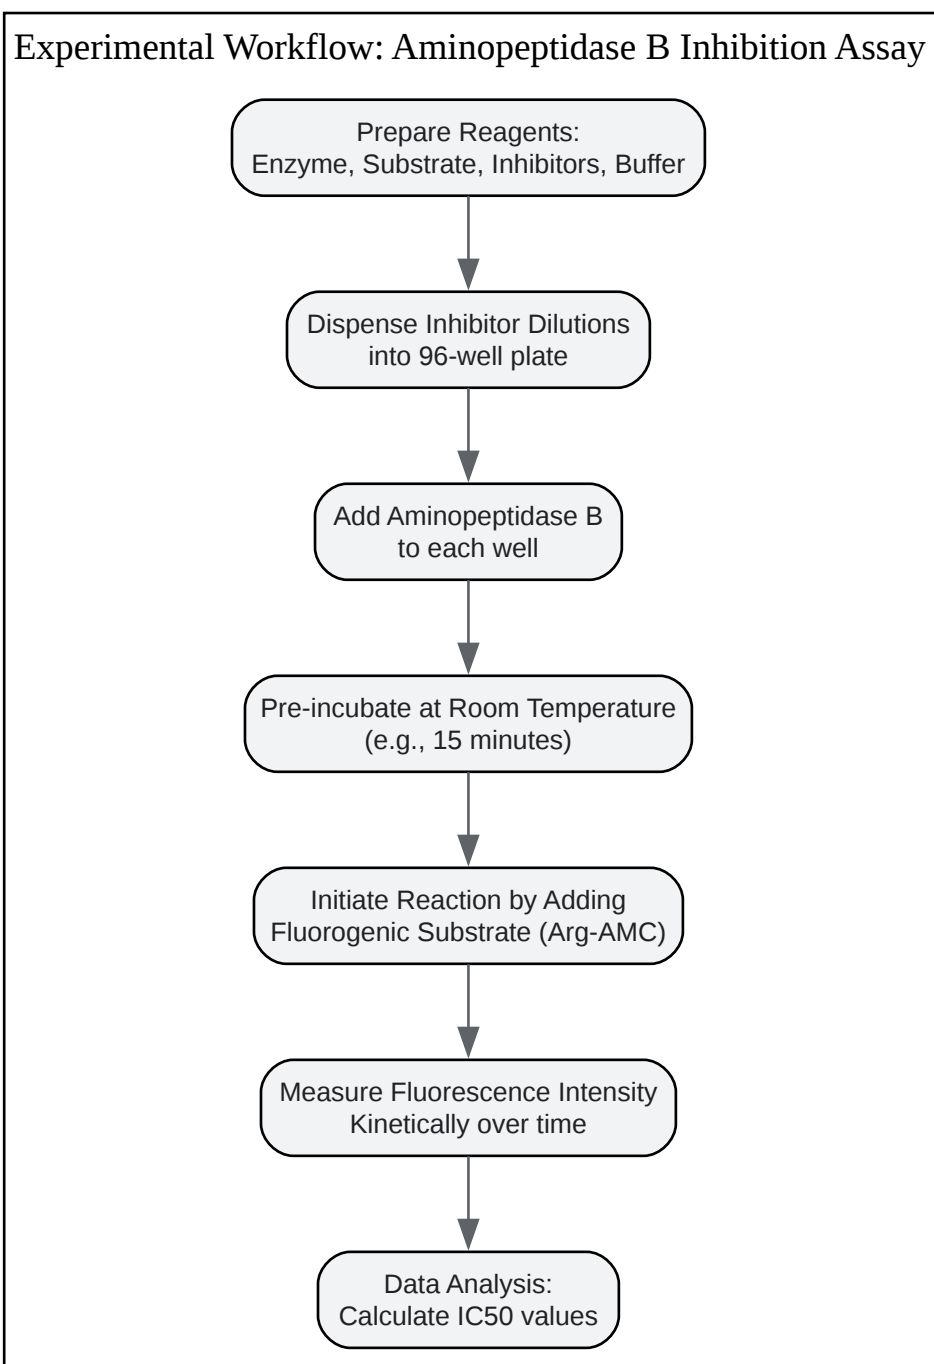 Experimental Workflow: Aminopeptidase B Inhibition Assay
Prepare Reagents:
Enzyme, Substrate, Inhibitors, Buffer
Dispense Inhibitor Dilutions
into 96-well plate
Add Aminopeptidase B
to each well
Pre-incubate at Room Temperature
(e.g., 15 minutes)
Initiate Reaction by Adding
Fluorogenic Substrate (Arg-AMC)
Measure Fluorescence Intensity
Kinetically over time
Data Analysis:
Calculate IC50 values